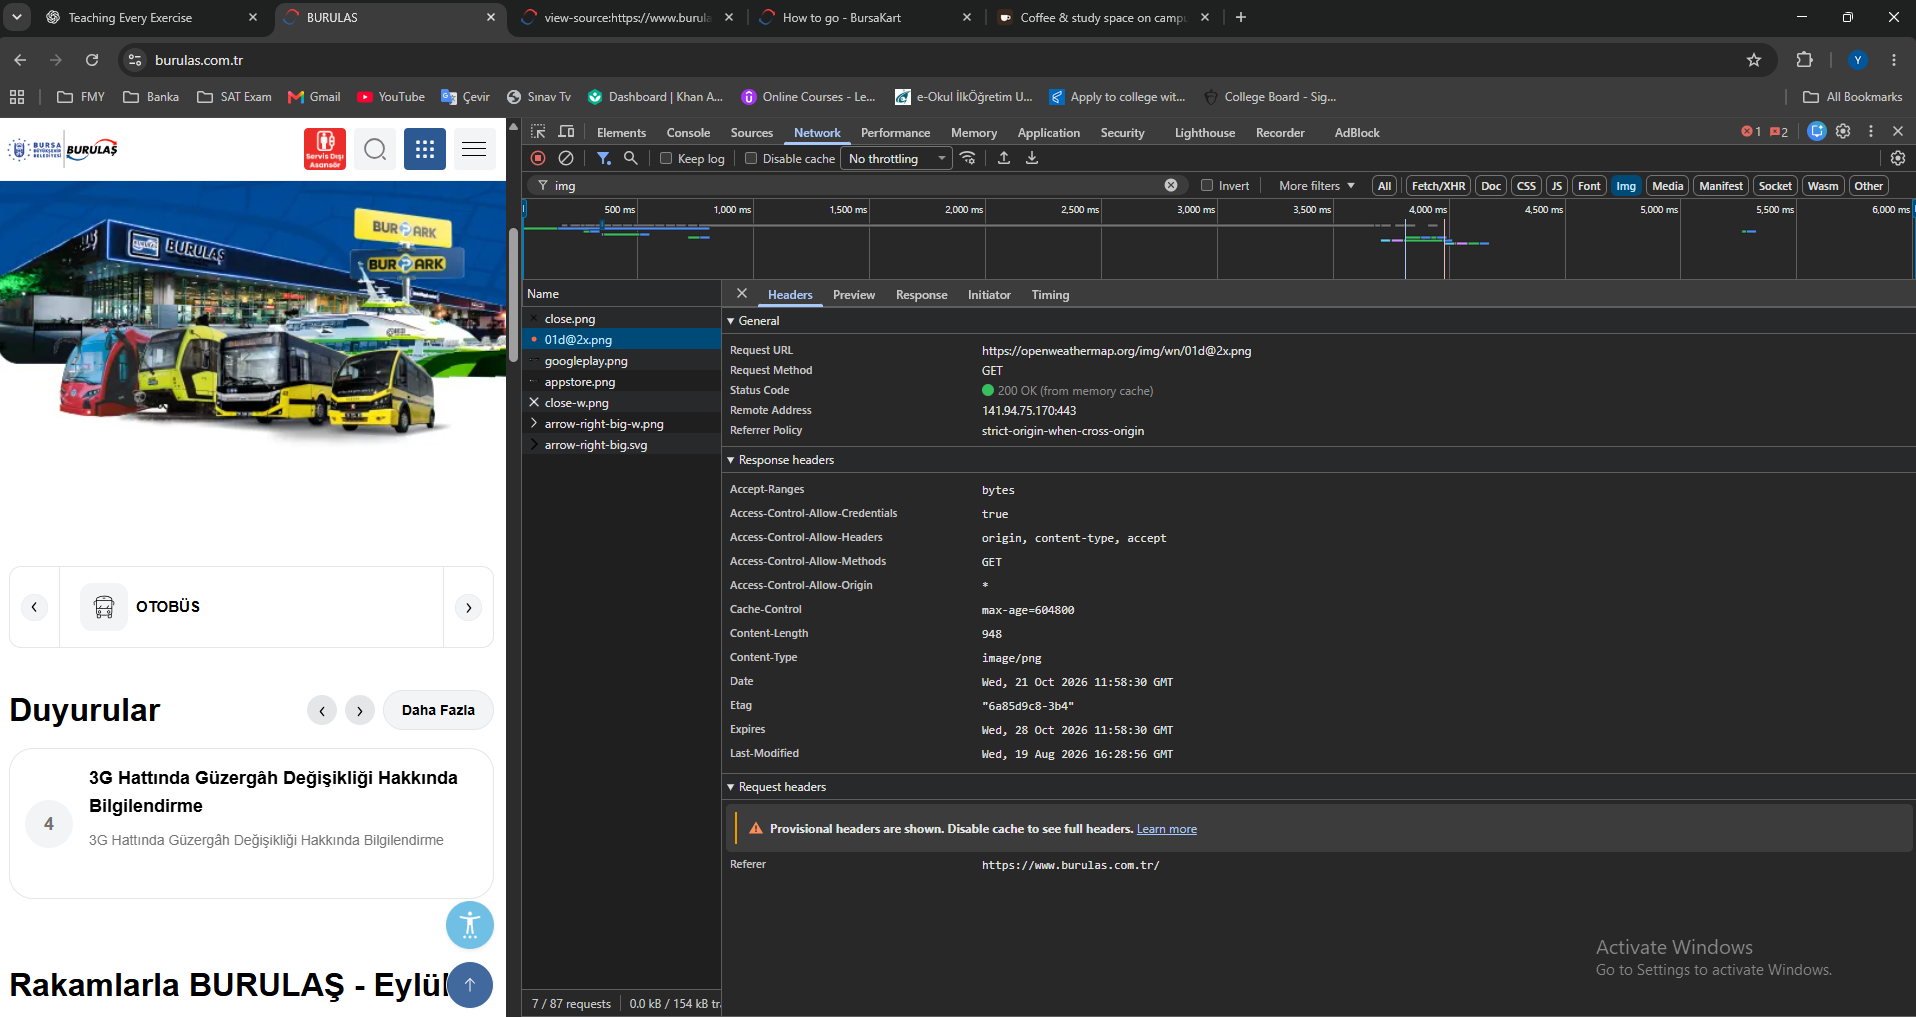 Teaching Every Exercise
BURULAS
view-source:https://www.burula
How to go - BursaKart
Coffee & study space on campu
burulas.com.tr
FMY
Banka
SAT Exam
Gmail
YouTube
Çevir
Sınav Tv
Dashboard | Khan A...
Online Courses - Le...
e-Okul İlkÖğretim U...
Apply to college wit...
College Board - Sig...
All Bookmarks
BURSA
BÜYÜKŞEHİR
BELEDİYESİ
BURULAŞ
Servis Dışı
Asansör
BURULAŞ
BURPARK
BURPARK
OTOBÜS
Duyurular
Daha Fazla
4
3G Hattında Güzergâh Değişikliği Hakkında
Bilgilendirme
3G Hattında Güzergâh Değişikliği Hakkında Bilgilendirme
Rakamlarla BURULAŞ - Eylül
Elements Console Sources Network Performance Memory Application Security Lighthouse Recorder AdBlock
1 2
Keep log Disable cache No throttling
img
Invert More filters All Fetch/XHR Doc CSS JS Font Img Media Manifest Socket Wasm Other
500 ms 1,000 ms 1,500 ms 2,000 ms 2,500 ms 3,000 ms 3,500 ms 4,000 ms 4,500 ms 5,000 ms 5,500 ms 6,000 ms
Name
close.png
01d@2x.png
googleplay.png
appstore.png
close-w.png
arrow-right-big-w.png
arrow-right-big.svg
7 / 87 requests 0.0 kB / 154 kB tr
Headers Preview Response Initiator Timing
General
Request URL https://openweathermap.org/img/wn/01d@2x.png
Request Method GET
Status Code 200 OK (from memory cache)
Remote Address 141.94.75.170:443
Referrer Policy strict-origin-when-cross-origin
Response headers
Accept-Ranges bytes
Access-Control-Allow-Credentials true
Access-Control-Allow-Headers origin, content-type, accept
Access-Control-Allow-Methods GET
Access-Control-Allow-Origin *
Cache-Control max-age=604800
Content-Length 948
Content-Type image/png
Date Wed, 21 Oct 2026 11:58:30 GMT
Etag "6a85d9c8-3b4"
Expires Wed, 28 Oct 2026 11:58:30 GMT
Last-Modified Wed, 19 Aug 2026 16:28:56 GMT
Request headers
Provisional headers are shown. Disable cache to see full headers. Learn more
Referer https://www.burulas.com.tr/
Activate Windows
Go to Settings to activate Windows.